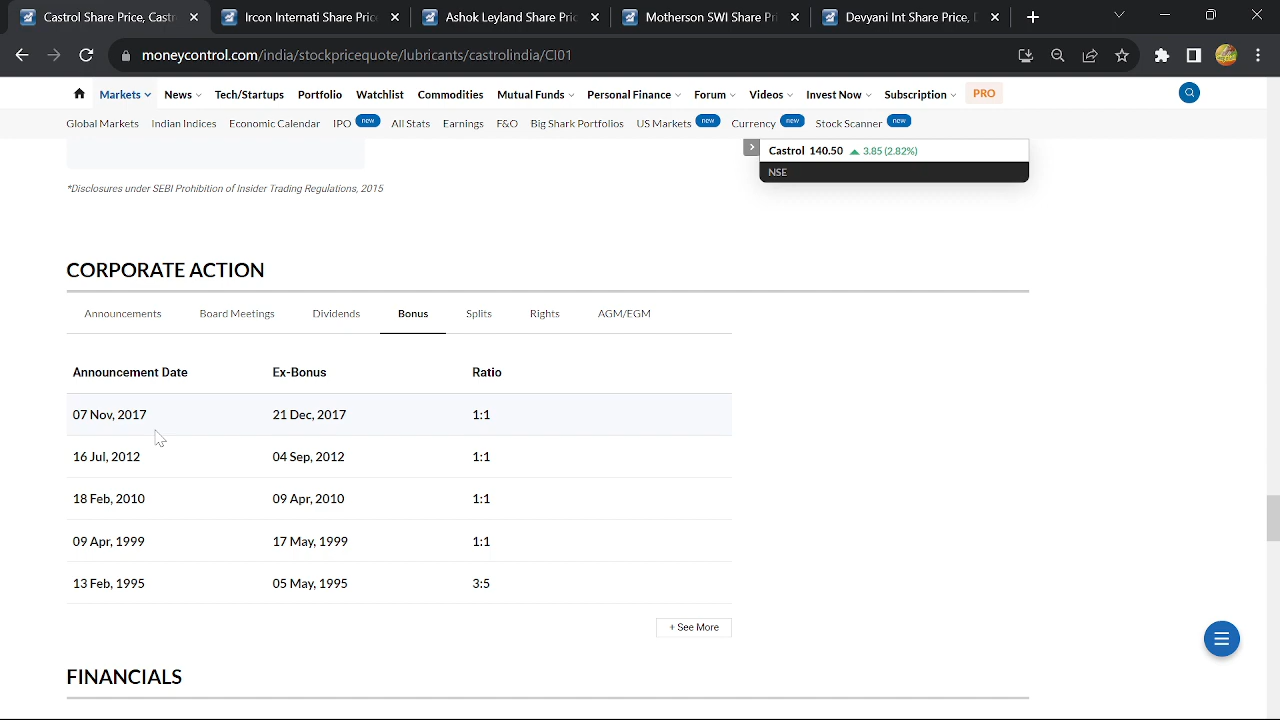 Castrol Share Price, Castr
Ircon Internati Share Price
Ashok Leyland Share Pric
Motherson SWI Share Pri
Devyani Int Share Price, D
moneycontrol.com/india/stockpricequote/lubricants/castrolindia/CI01
Markets News Tech/Startups Portfolio Watchlist Commodities Mutual Funds Personal Finance Forum Videos Invest Now Subscription PRO
Global Markets Indian Indices Economic Calendar IPO new All Stats Earnings F&O Big Shark Portfolios US Markets new Currency new Stock Scanner new
Castrol 140.50 3.85 (2.82%)
NSE
*Disclosures under SEBI Prohibition of Insider Trading Regulations, 2015
CORPORATE ACTION
Announcements Board Meetings Dividends Bonus Splits Rights AGM/EGM
Announcement Date Ex-Bonus Ratio
07 Nov, 2017 21 Dec, 2017 1:1
16 Jul, 2012 04 Sep, 2012 1:1
18 Feb, 2010 09 Apr, 2010 1:1
09 Apr, 1999 17 May, 1999 1:1
13 Feb, 1995 05 May, 1995 3:5
+ See More
FINANCIALS